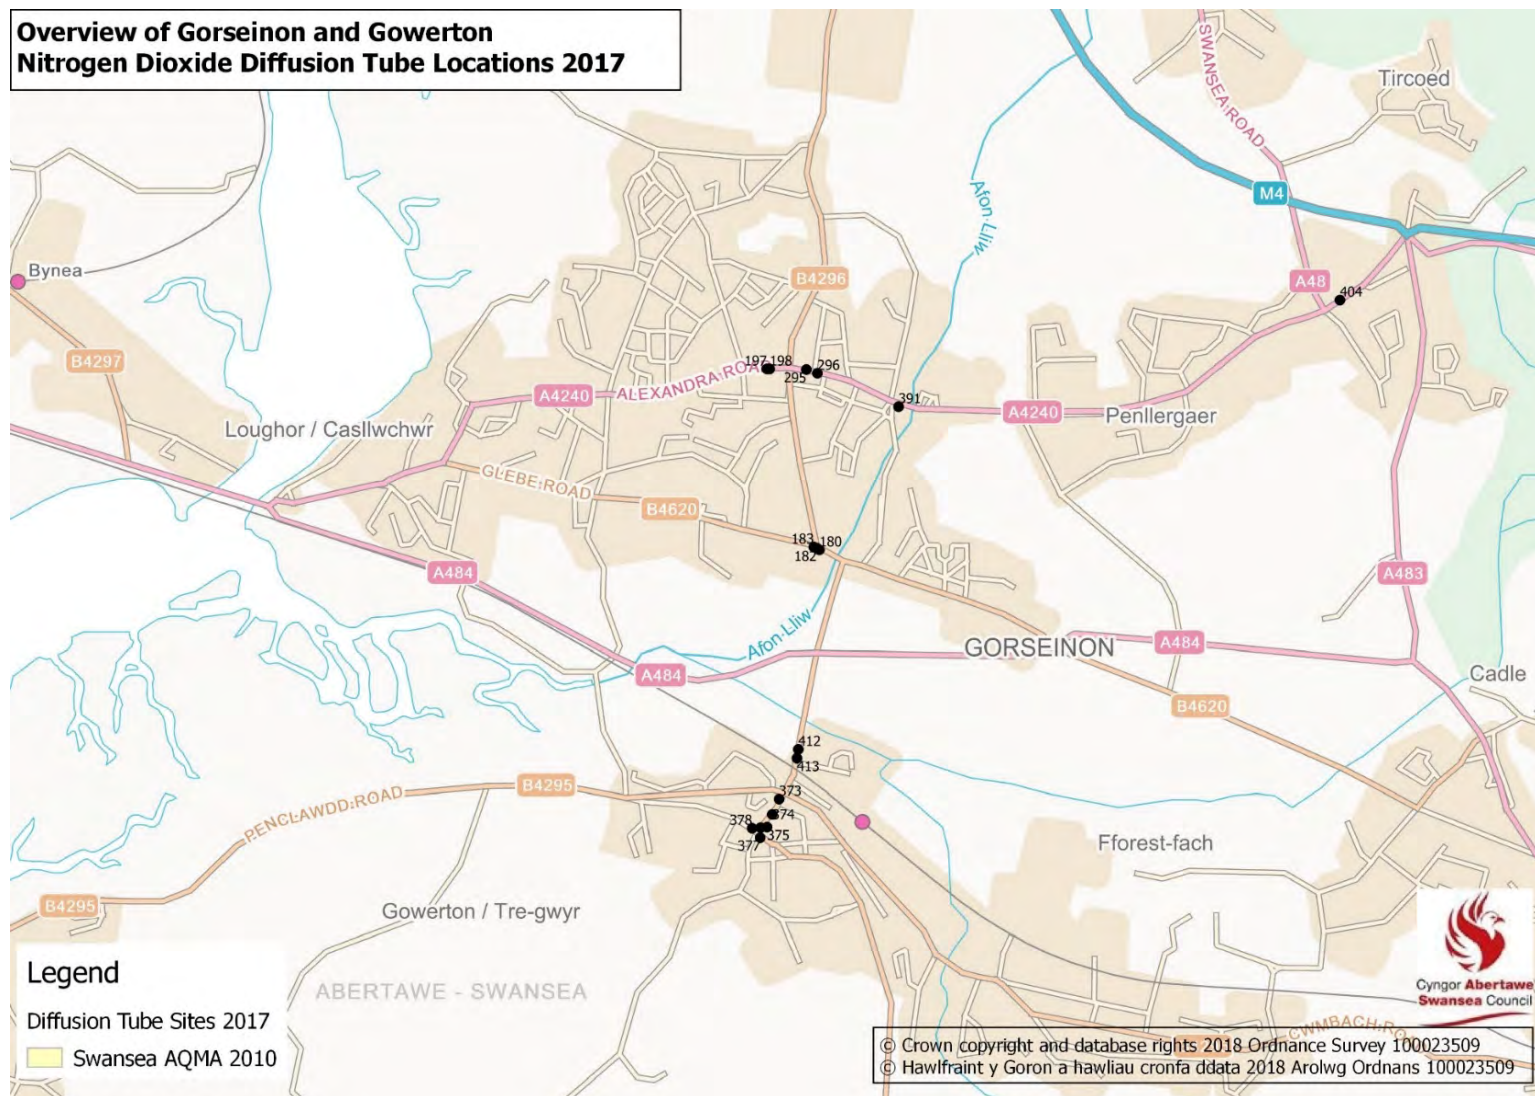 Overview of Gorseinon and Gowerton
Nitrogen Dioxide Diffusion Tube Locations 2017
SWANSEA ROAD
Tircoed
Afon Lliw
M4
Bynea
B4296
A48
404
B4297
197 198
296
295
ALEXANDRA ROA
A4240
391
A4240
Penllergaer
Loughor / Casllwchwr
GLEBE ROAD
B4620
183 180
182
A484
A483
Afon Lliw
GORSEINON
A484
A484
Cadle
B4620
412
413
B4295
373
PENCLAWDD ROAD
374
378
375
377
Fforest-fach
B4295
Gowerton / Tre-gwyr
ABERTAWE - SWANSEA
Legend
Diffusion Tube Sites 2017
Swansea AQMA 2010
Cyngor Abertawe
Swansea Council
CWMBACH RO
© Crown copyright and database rights 2018 Ordnance Survey 100023509
© Hawlfraint y Goron a hawliau cronfa ddata 2018 Arolwg Ordnans 100023509